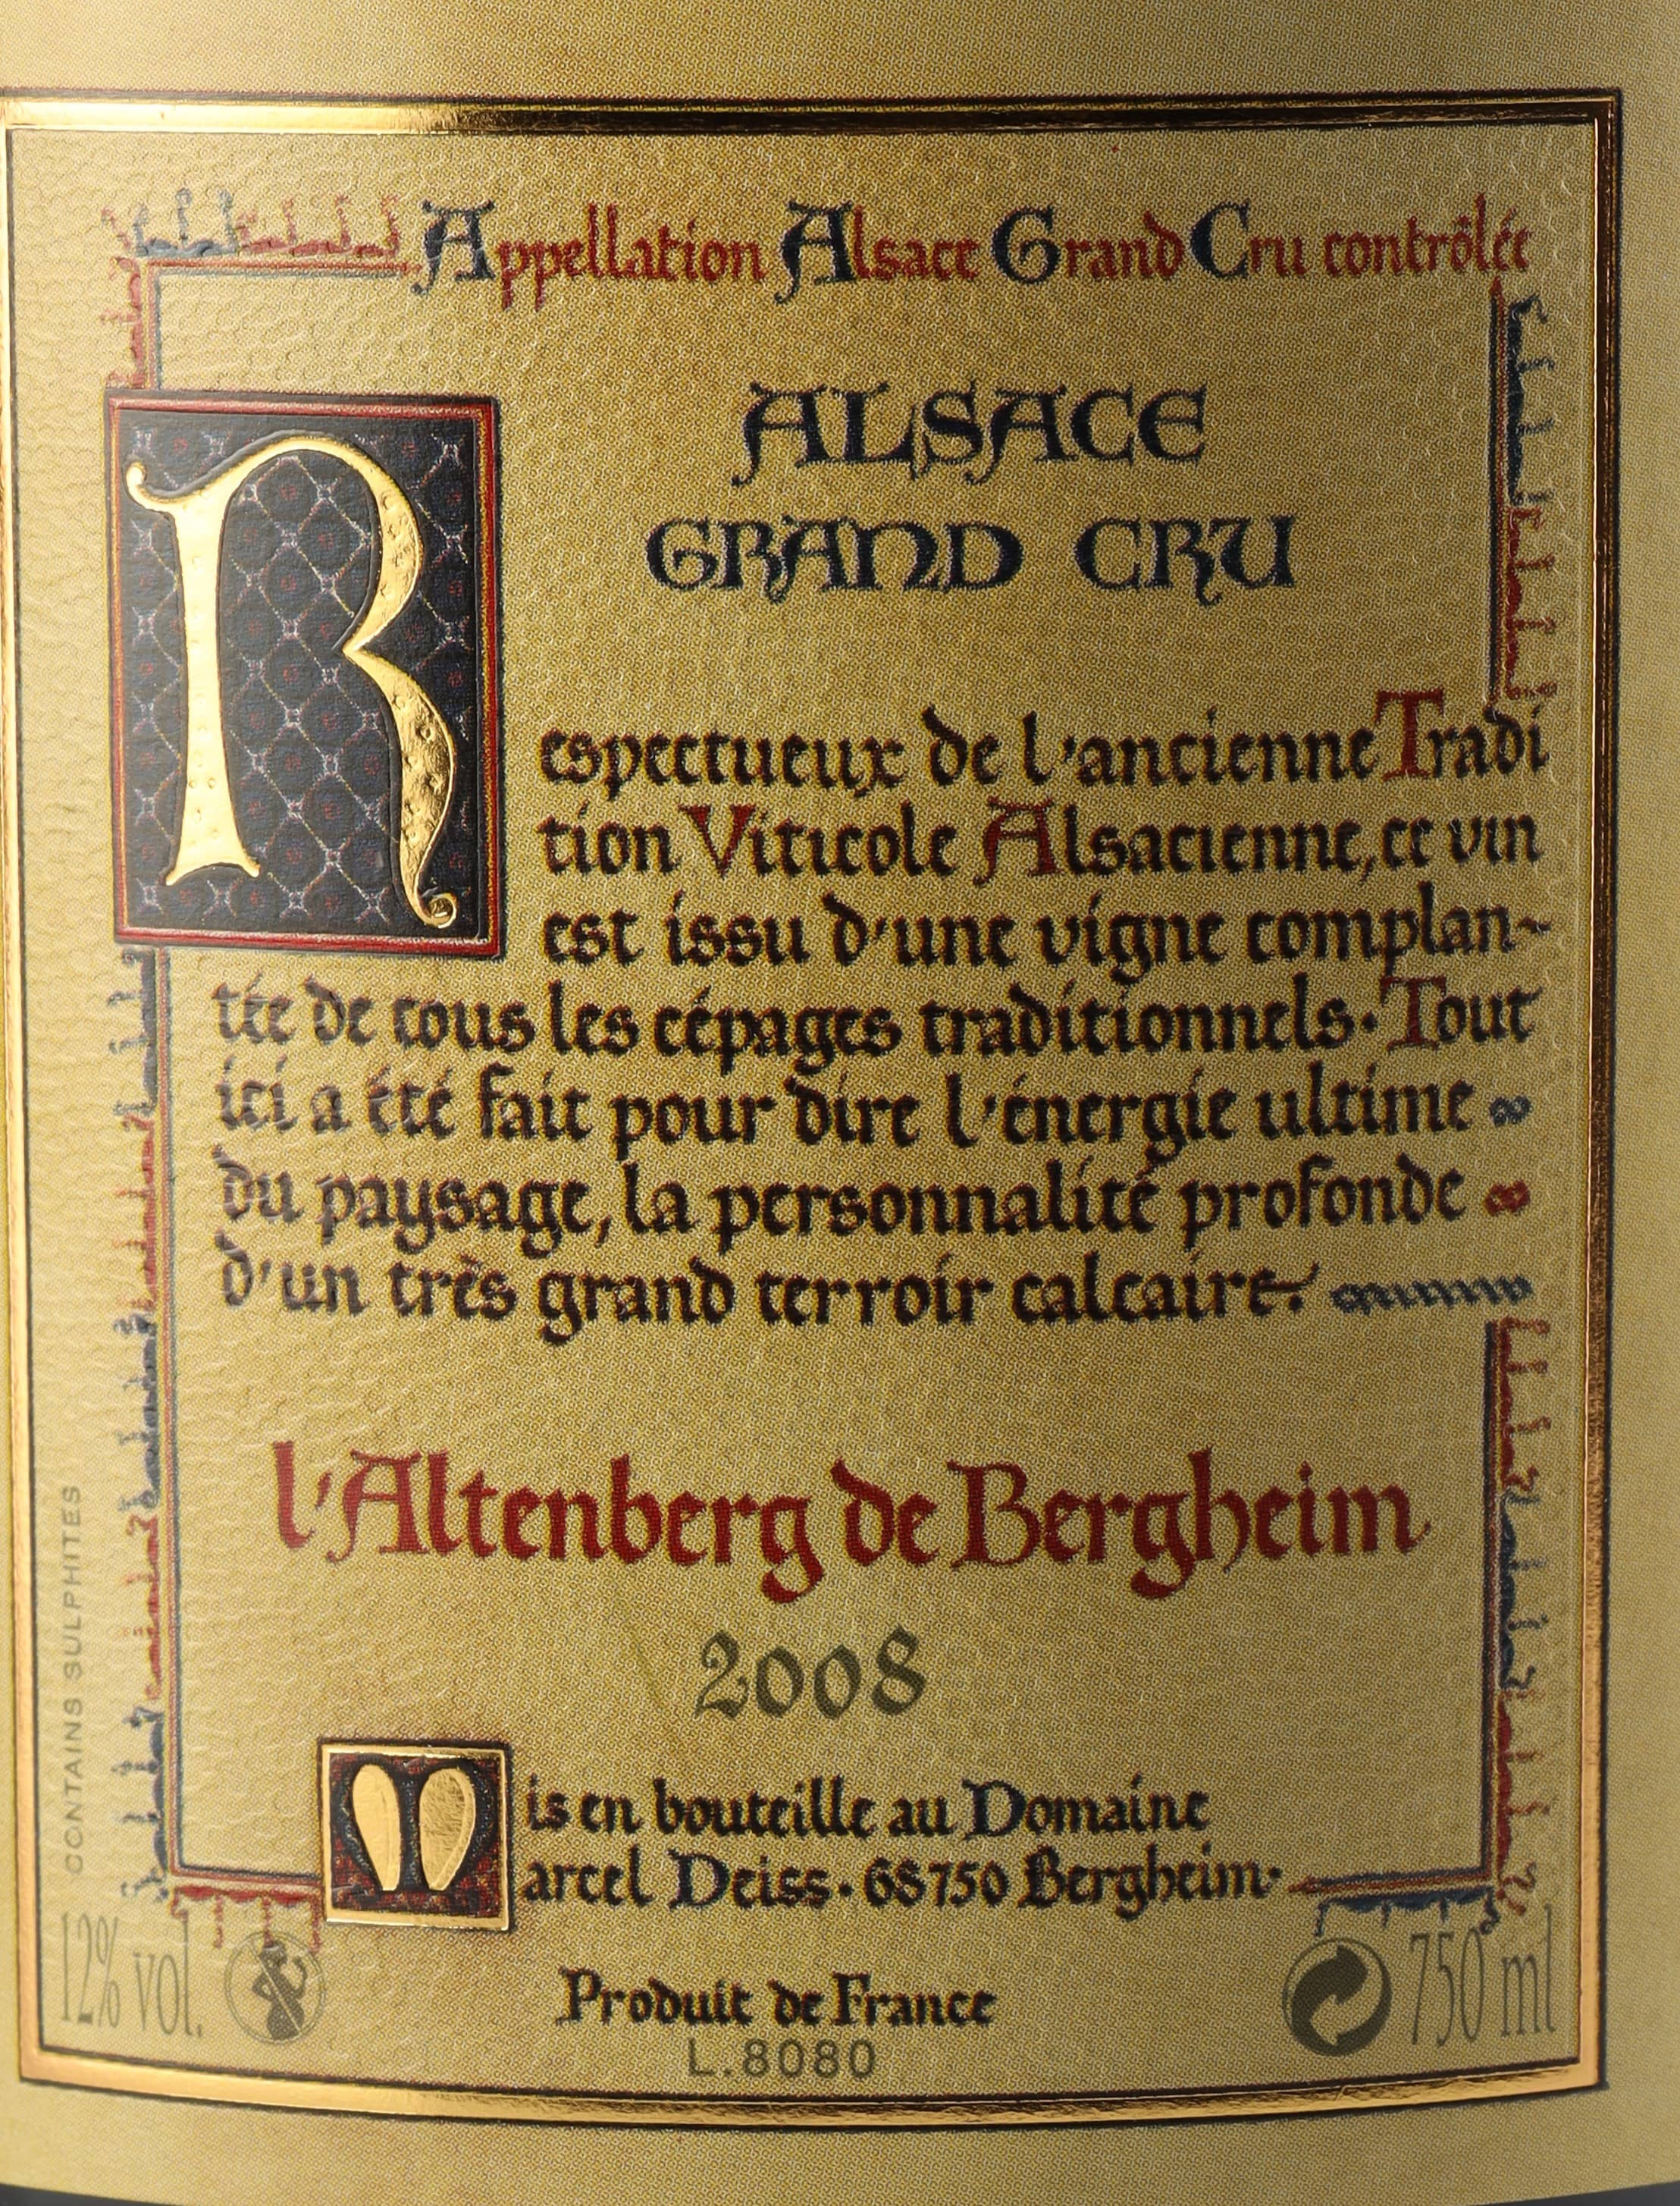 Appellation Alsace Grand Cru contrôlée
ALSACE
GRAND CRU
Respectueux de l'ancienne Tradi
tion Viticole Alsacienne, ce vin
est issu d'une vigne complan-
tée de tous les cépages traditionnels. Tout
ici a été fait pour dire l'énergie ultime
du paysage, la personnalité profonde
d'un très grand terroir calcaire.
l'Altenberg de Bergheim
2008
Mis en bouteille au Domaine
Marcel Deiss. 68750 Bergheim.
CONTAINS SULPHITES
12% vol.
750 ml
Produit de France
L.8080